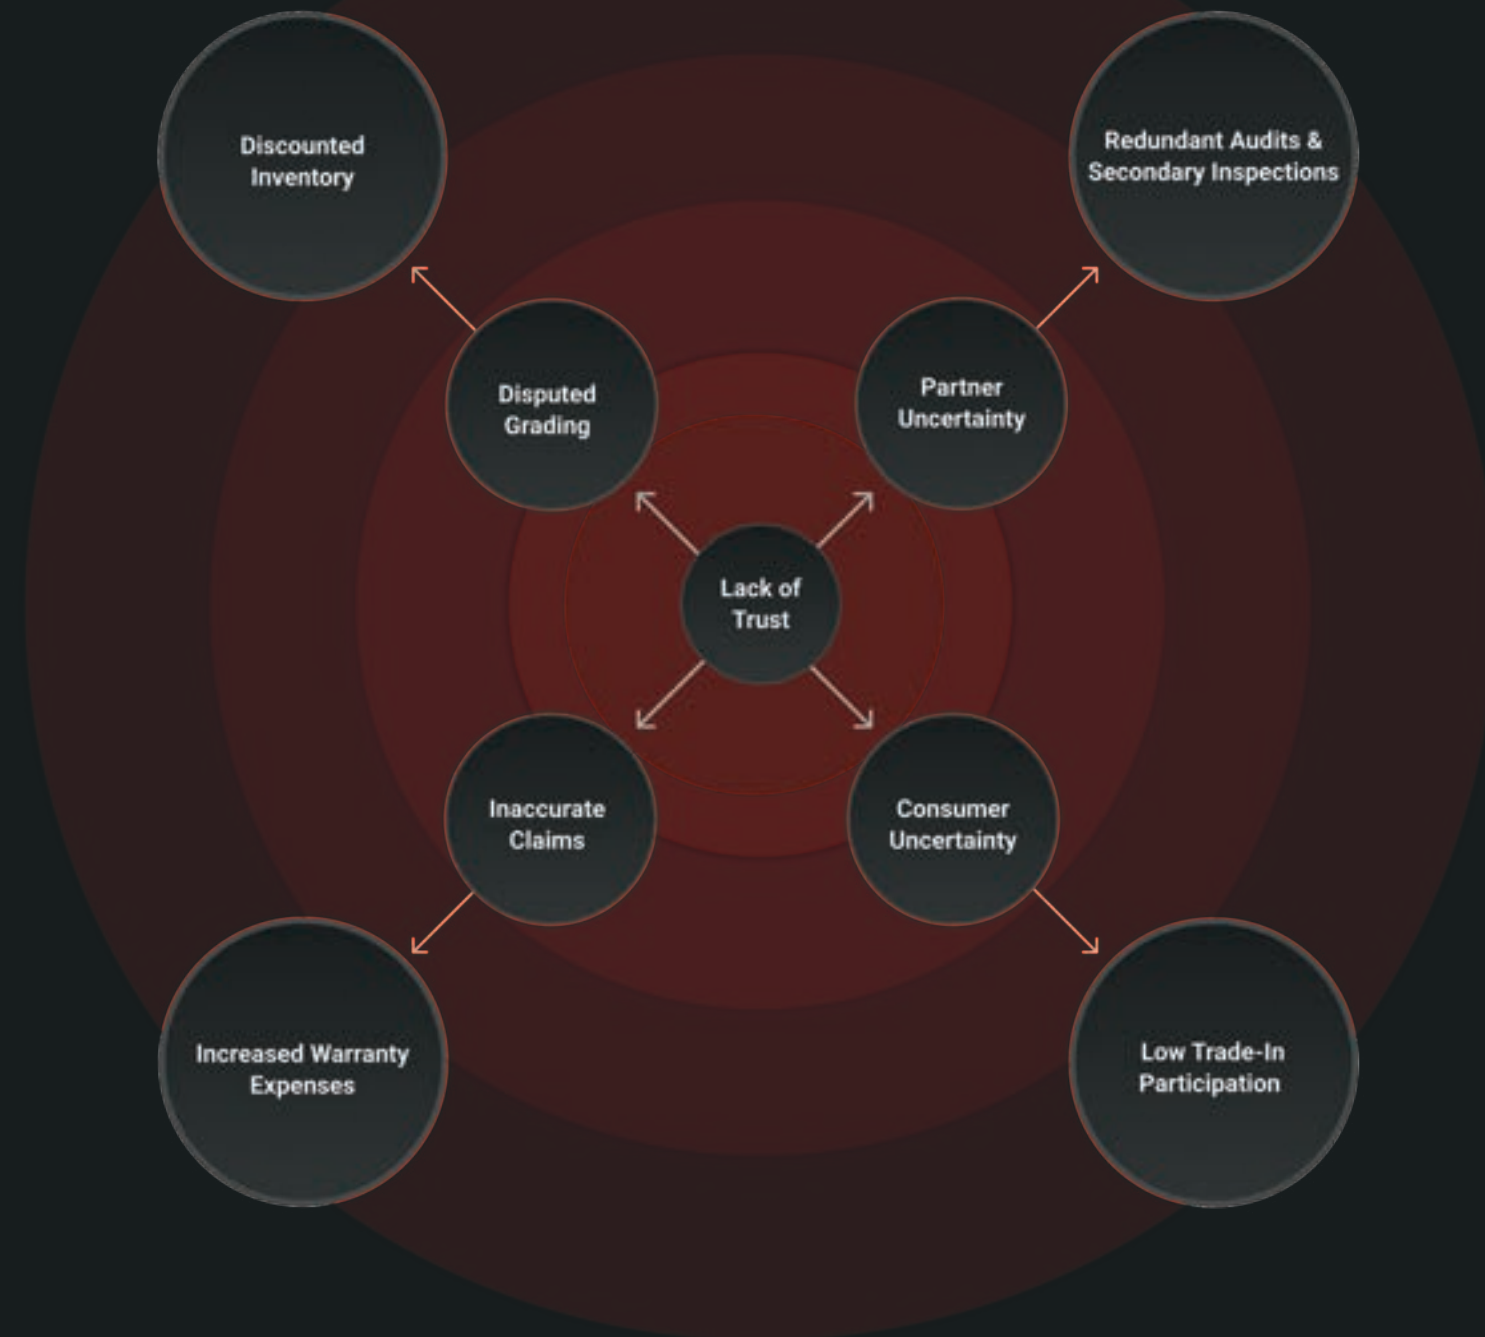 Discounted
Inventory
Redundant Audits &
Secondary Inspections
Disputed
Grading
Partner
Uncertainty
Lack of
Trust
Inaccurate
Claims
Consumer
Uncertainty
Increased Warranty
Expenses
Low Trade-In
Participation